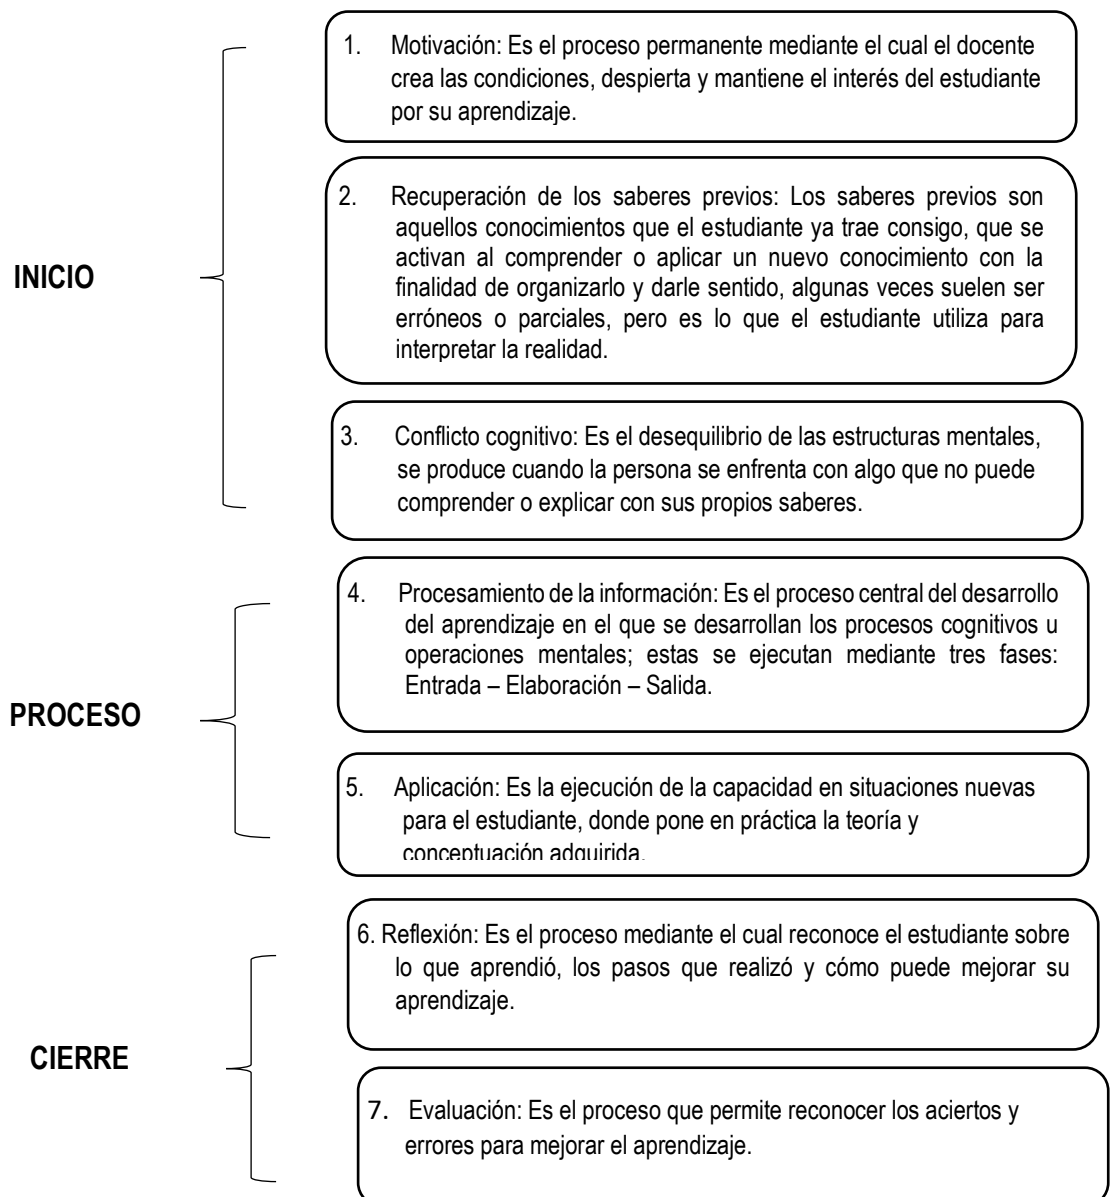 1. Motivación: Es el proceso permanente mediante el cual el docente
crea las condiciones, despierta y mantiene el interés del estudiante
por su aprendizaje.
INICIO
2. Recuperación de los saberes previos: Los saberes previos son
aquellos conocimientos que el estudiante ya trae consigo, que se
activan al comprender o aplicar un nuevo conocimiento con la
finalidad de organizarlo y darle sentido, algunas veces suelen ser
erróneos o parciales, pero es lo que el estudiante utiliza para
interpretar la realidad.
3. Conflicto cognitivo: Es el desequilibrio de las estructuras mentales,
se produce cuando la persona se enfrenta con algo que no puede
comprender o explicar con sus propios saberes.
PROCESO
4. Procesamiento de la información: Es el proceso central del desarrollo
del aprendizaje en el que se desarrollan los procesos cognitivos u
operaciones mentales; estas se ejecutan mediante tres fases:
Entrada – Elaboración – Salida.
5. Aplicación: Es la ejecución de la capacidad en situaciones nuevas
para el estudiante, donde pone en práctica la teoría y
conceptuación adquirida.
CIERRE
6. Reflexión: Es el proceso mediante el cual reconoce el estudiante sobre
lo que aprendió, los pasos que realizó y cómo puede mejorar su
aprendizaje.
7. Evaluación: Es el proceso que permite reconocer los aciertos y
errores para mejorar el aprendizaje.